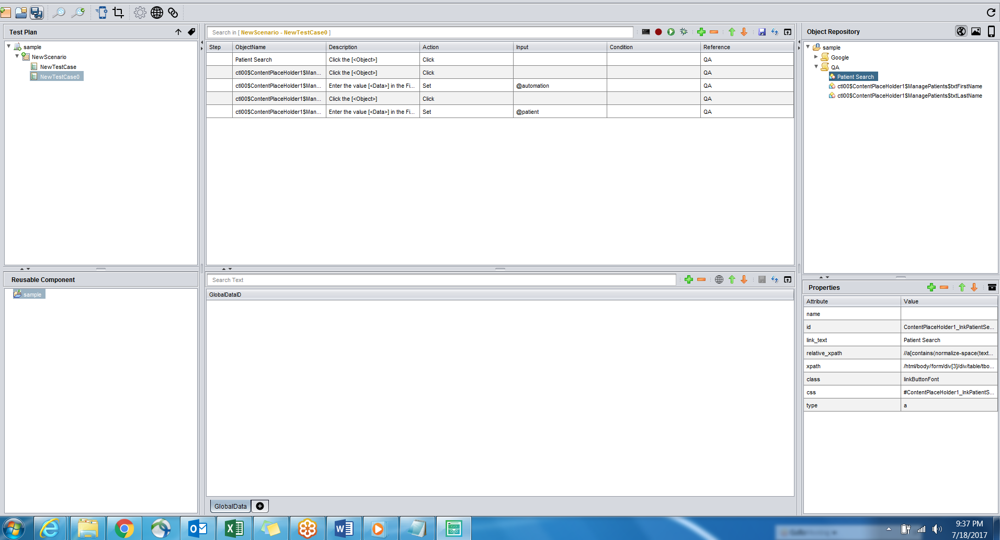 Test Plan
sample
NewScenario
NewTestCase
NewTestCase0
Reusable Component
sample
Search in [ NewScenario - NewTestCase0 ]
Step ObjectName Description Action Input Condition Reference
Patient Search Click the [<Object>] Click QA
ctl00$ContentPlaceHolder1$Man... Click the [<Object>] Click QA
ctl00$ContentPlaceHolder1$Man... Enter the value [<Data>] in the Fi... Set @automation QA
ctl00$ContentPlaceHolder1$Man... Click the [<Object>] Click QA
ctl00$ContentPlaceHolder1$Man... Enter the value [<Data>] in the Fi... Set @patient QA
Search Text
GlobalDataID
GlobalData
Object Repository
sample
Google
QA
Patient Search
ctl00$ContentPlaceHolder1$ManagePatients$txtFirstName
ctl00$ContentPlaceHolder1$ManagePatients$txtLastName
Properties
Attribute Value
name
id ContentPlaceHolder1_lnkPatientSe...
link_text Patient Search
relative_xpath //a[contains(normalize-space(text...
xpath /html/body/form/div[3]/div/table/tbo...
class linkButtonFont
css #ContentPlaceHolder1_lnkPatientS...
type a
9:37 PM
7/18/2017